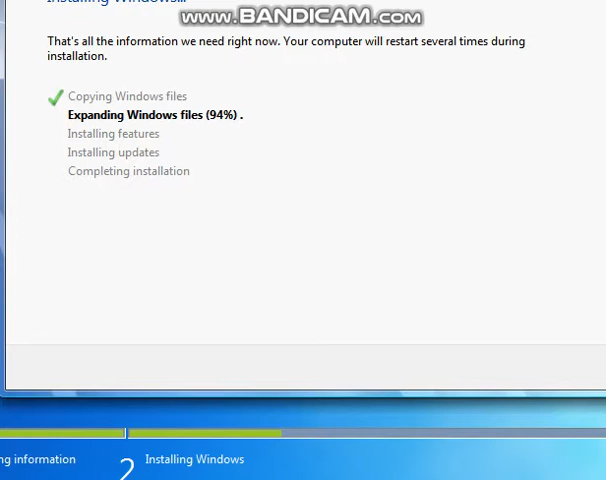 Installing Windows...
www.BANDICAM.com
That's all the information we need right now. Your computer will restart several times during
installation.
Copying Windows files
Expanding Windows files (94%) .
Installing features
Installing updates
Completing installation
ng information
2 Installing Windows